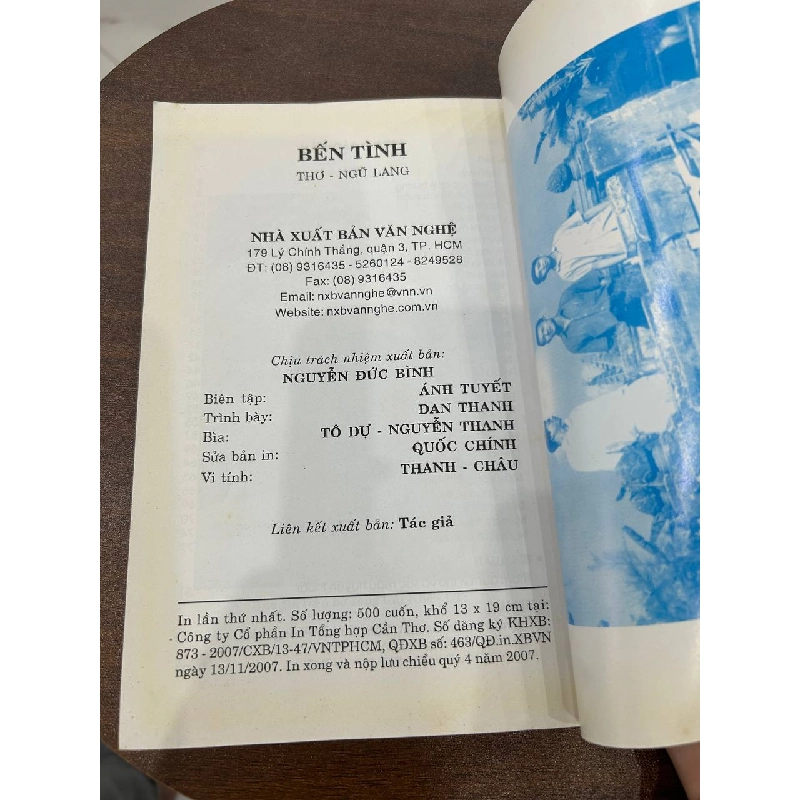 BẾN TÌNH
THƠ - NGŨ LANG
NHÀ XUẤT BẢN VĂN NGHỆ
179 Lý Chính Thắng, quận 3, TP. HCM
ĐT: (08) 9316435 - 5260124 - 8249528
Fax: (08) 9316435
Email: nxbvannghe@vnn.vn
Website: nxbvannghe.com.vn
Chịu trách nhiệm xuất bản:
NGUYỄN ĐỨC BÌNH
Biên tập: ÁNH TUYẾT
Trình bày: DAN THANH
Bìa: TÔ DỰ - NGUYỄN THANH
Sửa bản in: QUỐC CHÍNH
Vi tính: THANH - CHÂU
Liên kết xuất bản: Tác giả
In lần thứ nhất. Số lượng: 500 cuốn, khổ 13 x 19 cm tại:
- Công ty Cổ phần In Tổng hợp Cần Thơ. Số đăng ký KHXB:
873 - 2007/CXB/13-47/VNTPHCM, QĐXB số: 463/QĐ.in.XBVN
ngày 13/11/2007. In xong và nộp lưu chiểu quý 4 năm 2007.